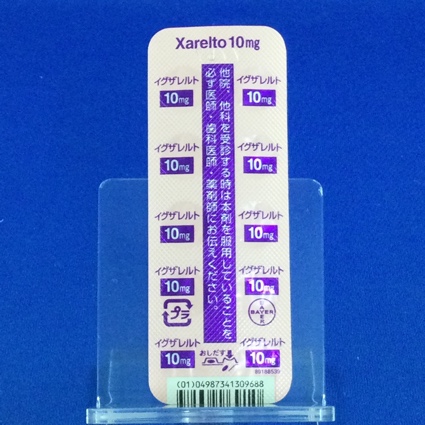 Xarelto 10mg
イグザレルト
10mg
イグザレルト
10mg
イグザレルト
10mg
イグザレルト
10mg
イグザレルト
10mg
イグザレルト
10mg
イグザレルト
10mg
イグザレルト
10mg
イグザレルト
10mg
イグザレルト
10mg
他院、他科を受診する時は本剤を服用していることを
必ず医師・歯科医師・薬剤師にお伝えください。
プラ
BAYER
おしだす
(01)04987341309688